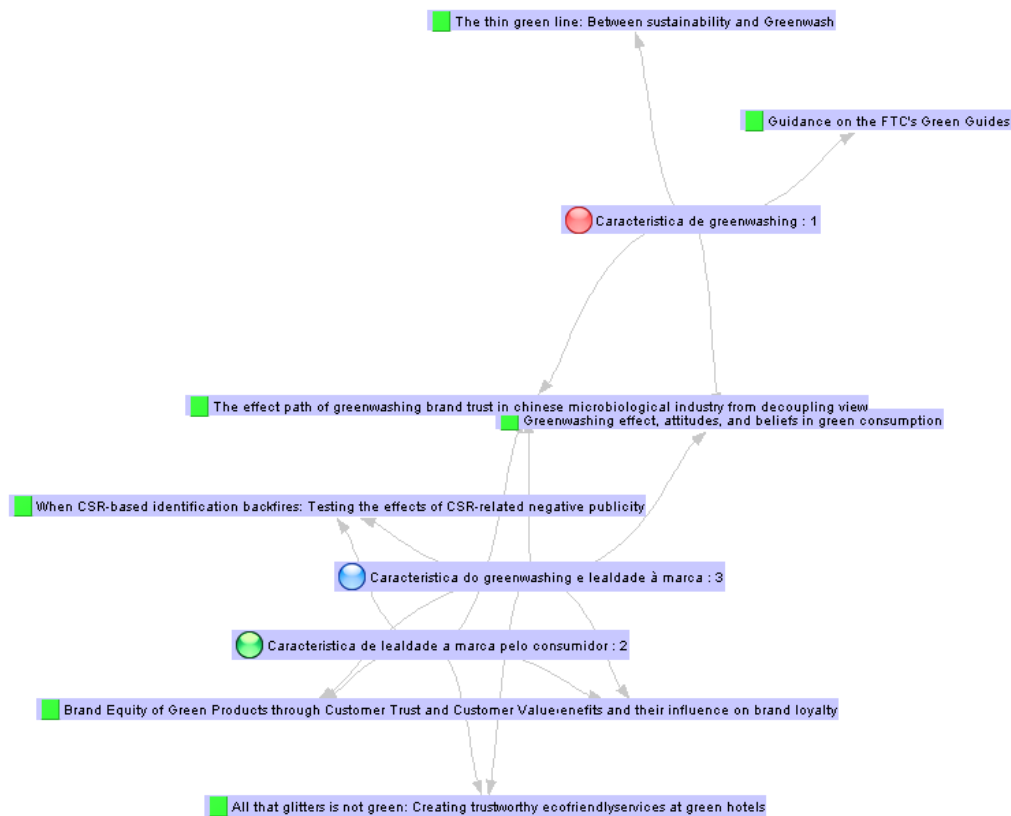 The thin green line: Between sustainability and Greenwash
Guidance on the FTC's Green Guides
Caracteristica de greenwashing : 1
The effect path of greenwashing brand trust in chinese microbiological industry from decoupling view
Greenwashing effect, attitudes, and beliefs in green consumption
When CSR-based identification backfires: Testing the effects of CSR-related negative publicity
Caracteristica do greenwashing e lealdade à marca : 3
Caracteristica de lealdade a marca pelo consumidor : 2
Brand Equity of Green Products through Customer Trust and Customer Value enefits and their influence on brand loyalty
All that glitters is not green: Creating trustworthy ecofriendlyservices at green hotels